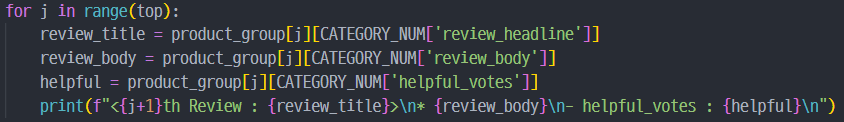 for j in range(top):
    review_title = product_group[j][CATEGORY_NUM['review_headline']]
    review_body = product_group[j][CATEGORY_NUM['review_body']]
    helpful = product_group[j][CATEGORY_NUM['helpful_votes']]
    print(f"<{j+1}th Review : {review_title}>\n* {review_body}\n- helpful_votes : {helpful}\n")